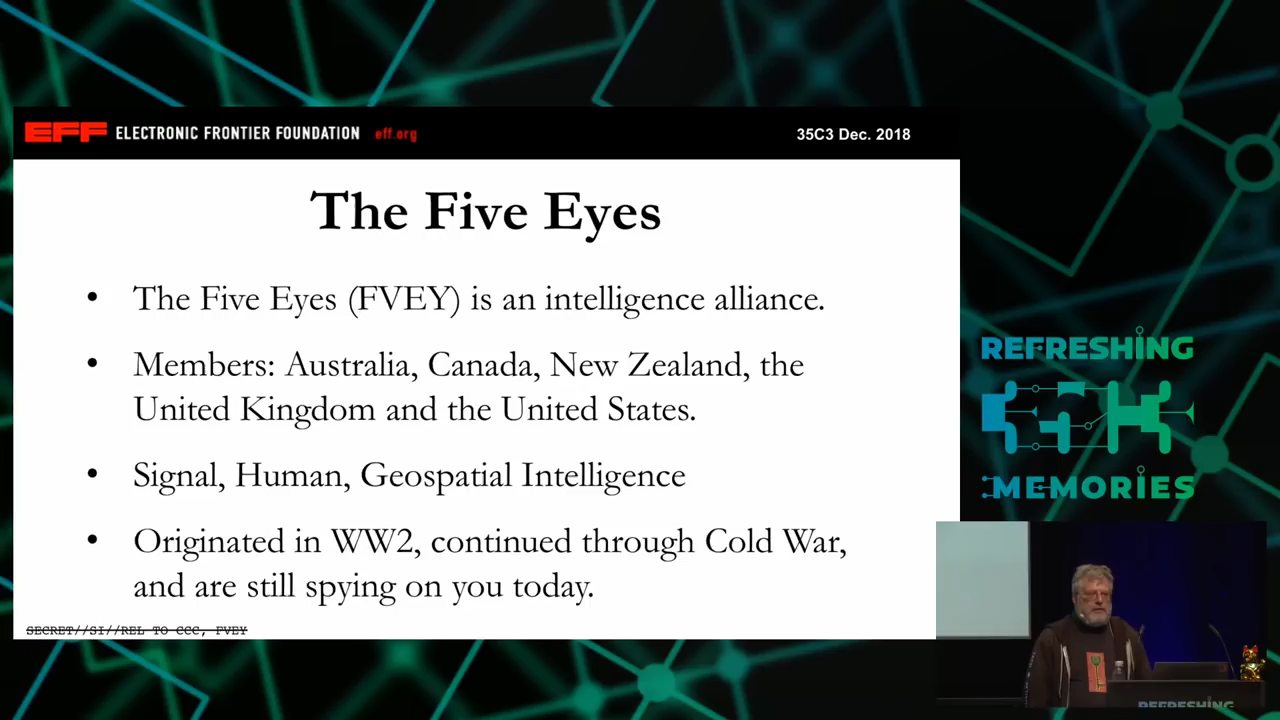 EFF ELECTRONIC FRONTIER FOUNDATION eff.org
35C3 Dec. 2018
The Five Eyes
• The Five Eyes (FVEY) is an intelligence alliance.
• Members: Australia, Canada, New Zealand, the
United Kingdom and the United States.
• Signal, Human, Geospatial Intelligence
• Originated in WW2, continued through Cold War,
and are still spying on you today.
SECRET//SI//REL TO CCC, FVEY
REFRESHING
35C3
MEMORIES
REFRESHING